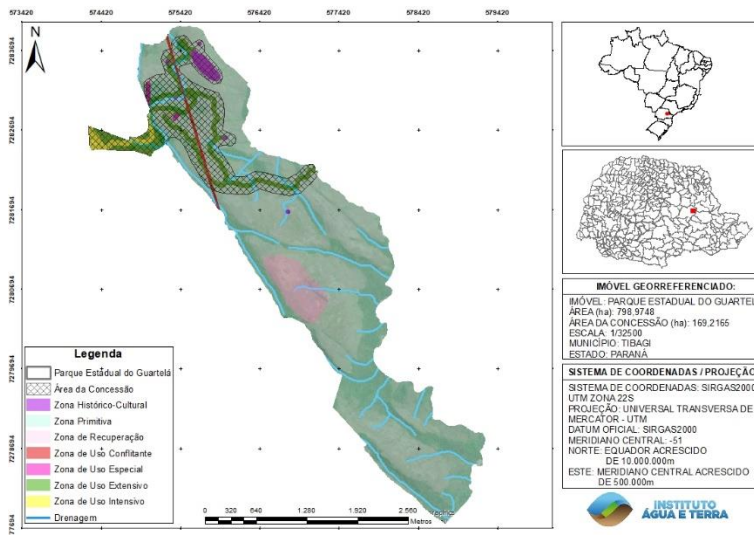 573420 574420 575420 576420 577420 578420 579420
N
7283694
7282694
7281694
7280694
7279694
7278694
77694
Legenda
Parque Estadual do Guartelá
Área da Concessão
Zona Histórico-Cultural
Zona Primitiva
Zona de Recuperação
Zona de Uso Conflitante
Zona de Uso Especial
Zona de Uso Extensivo
Zona de Uso Intensivo
Drenagem
0 320 640 1.280 1.920 2.560
Metros
IMÓVEL GEORREFERENCIADO:
IMÓVEL: PARQUE ESTADUAL DO GUARTEL
ÁREA (ha): 798,9748
ÁREA DA CONCESSÃO (ha): 169,2165
ESCALA: 1/32500
MUNICÍPIO: TIBAGI
ESTADO: PARANÁ
SISTEMA DE COORDENADAS / PROJEÇÃO
SISTEMA DE COORDENADAS: SIRGAS2000
UTM ZONA 22S
PROJEÇÃO: UNIVERSAL TRANSVERSA DE
MERCATOR - UTM
DATUM OFICIAL: SIRGAS2000
MERIDIANO CENTRAL: -51
NORTE: EQUADOR ACRESCIDO
DE 10.000.000m
ESTE: MERIDIANO CENTRAL ACRESCIDO
DE 500.000m
INSTITUTO
ÁGUA E TERRA